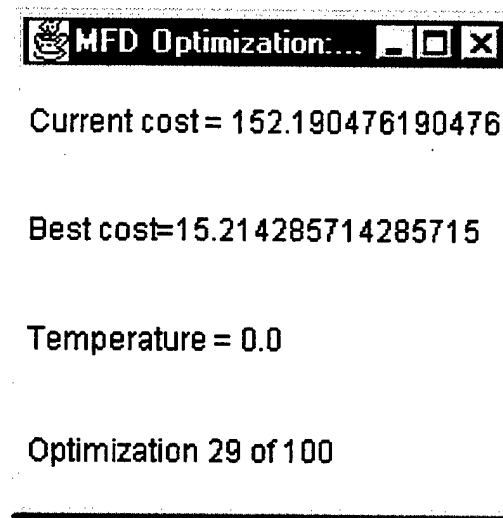 MFD Optimization:...
Current cost= 152.190476190476
Best cost=15.214285714285715
Temperature = 0.0
Optimization 29 of 100